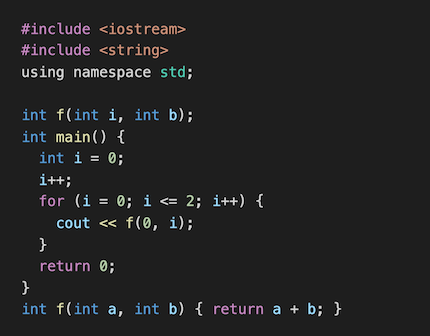 #include <iostream>
#include <string>
using namespace std;

int f(int i, int b);
int main() {
  int i = 0;
  i++;
  for (i = 0; i <= 2; i++) {
    cout << f(0, i);
  }
  return 0;
}
int f(int a, int b) { return a + b; }